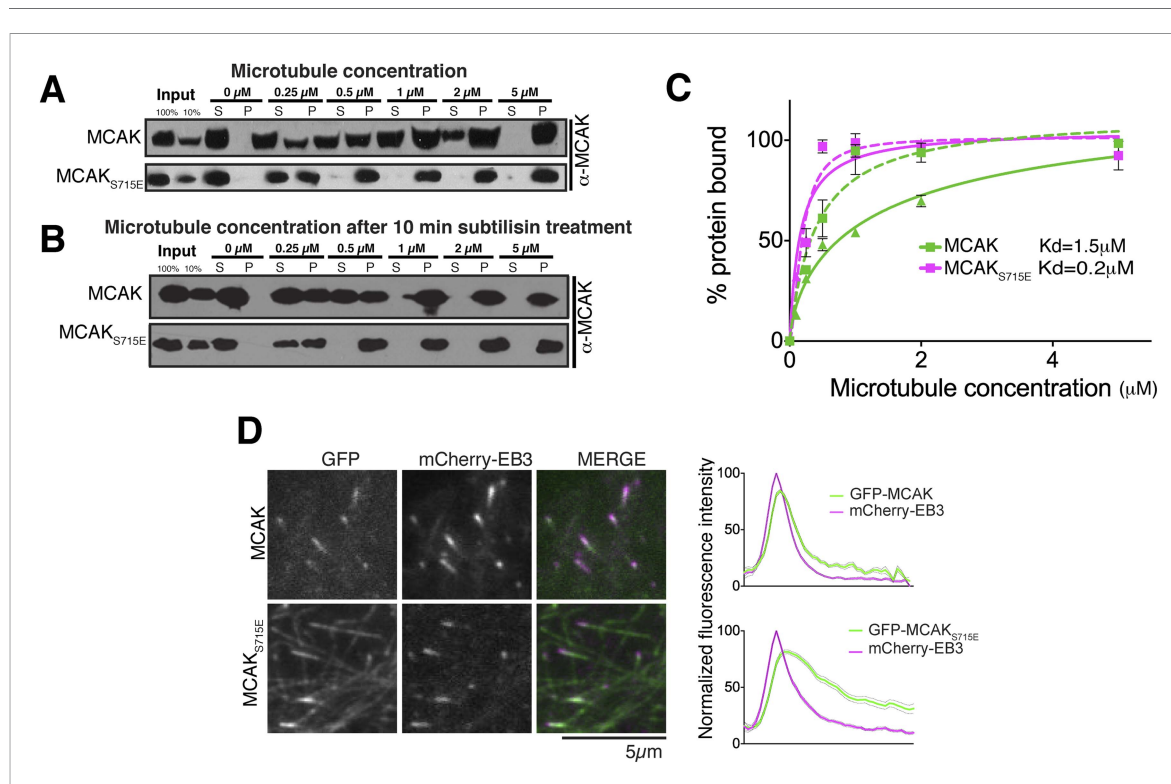 A
Microtubule concentration
Input 0 µM 0.25 µM 0.5 µM 1 µM 2 µM 5 µM
100% 10% S P S P S P S P S P S P
MCAK
MCAKS715E
α-MCAK
B
Microtubule concentration after 10 min subtilisin treatment
Input 0 µM 0.25 µM 0.5 µM 1 µM 2 µM 5 µM
100% 10% S P S P S P S P S P S P
MCAK
MCAKS715E
α-MCAK
C
% protein bound
100
50
0
MCAK Kd=1.5µM
MCAKS715E Kd=0.2µM
0 2 4
Microtubule concentration (µM)
D
GFP mCherry-EB3 MERGE
MCAK
MCAKS715E
5µm
Normalized fluorescence intensity
100
50
0
GFP-MCAK
mCherry-EB3
100
50
0
GFP-MCAKS715E
mCherry-EB3